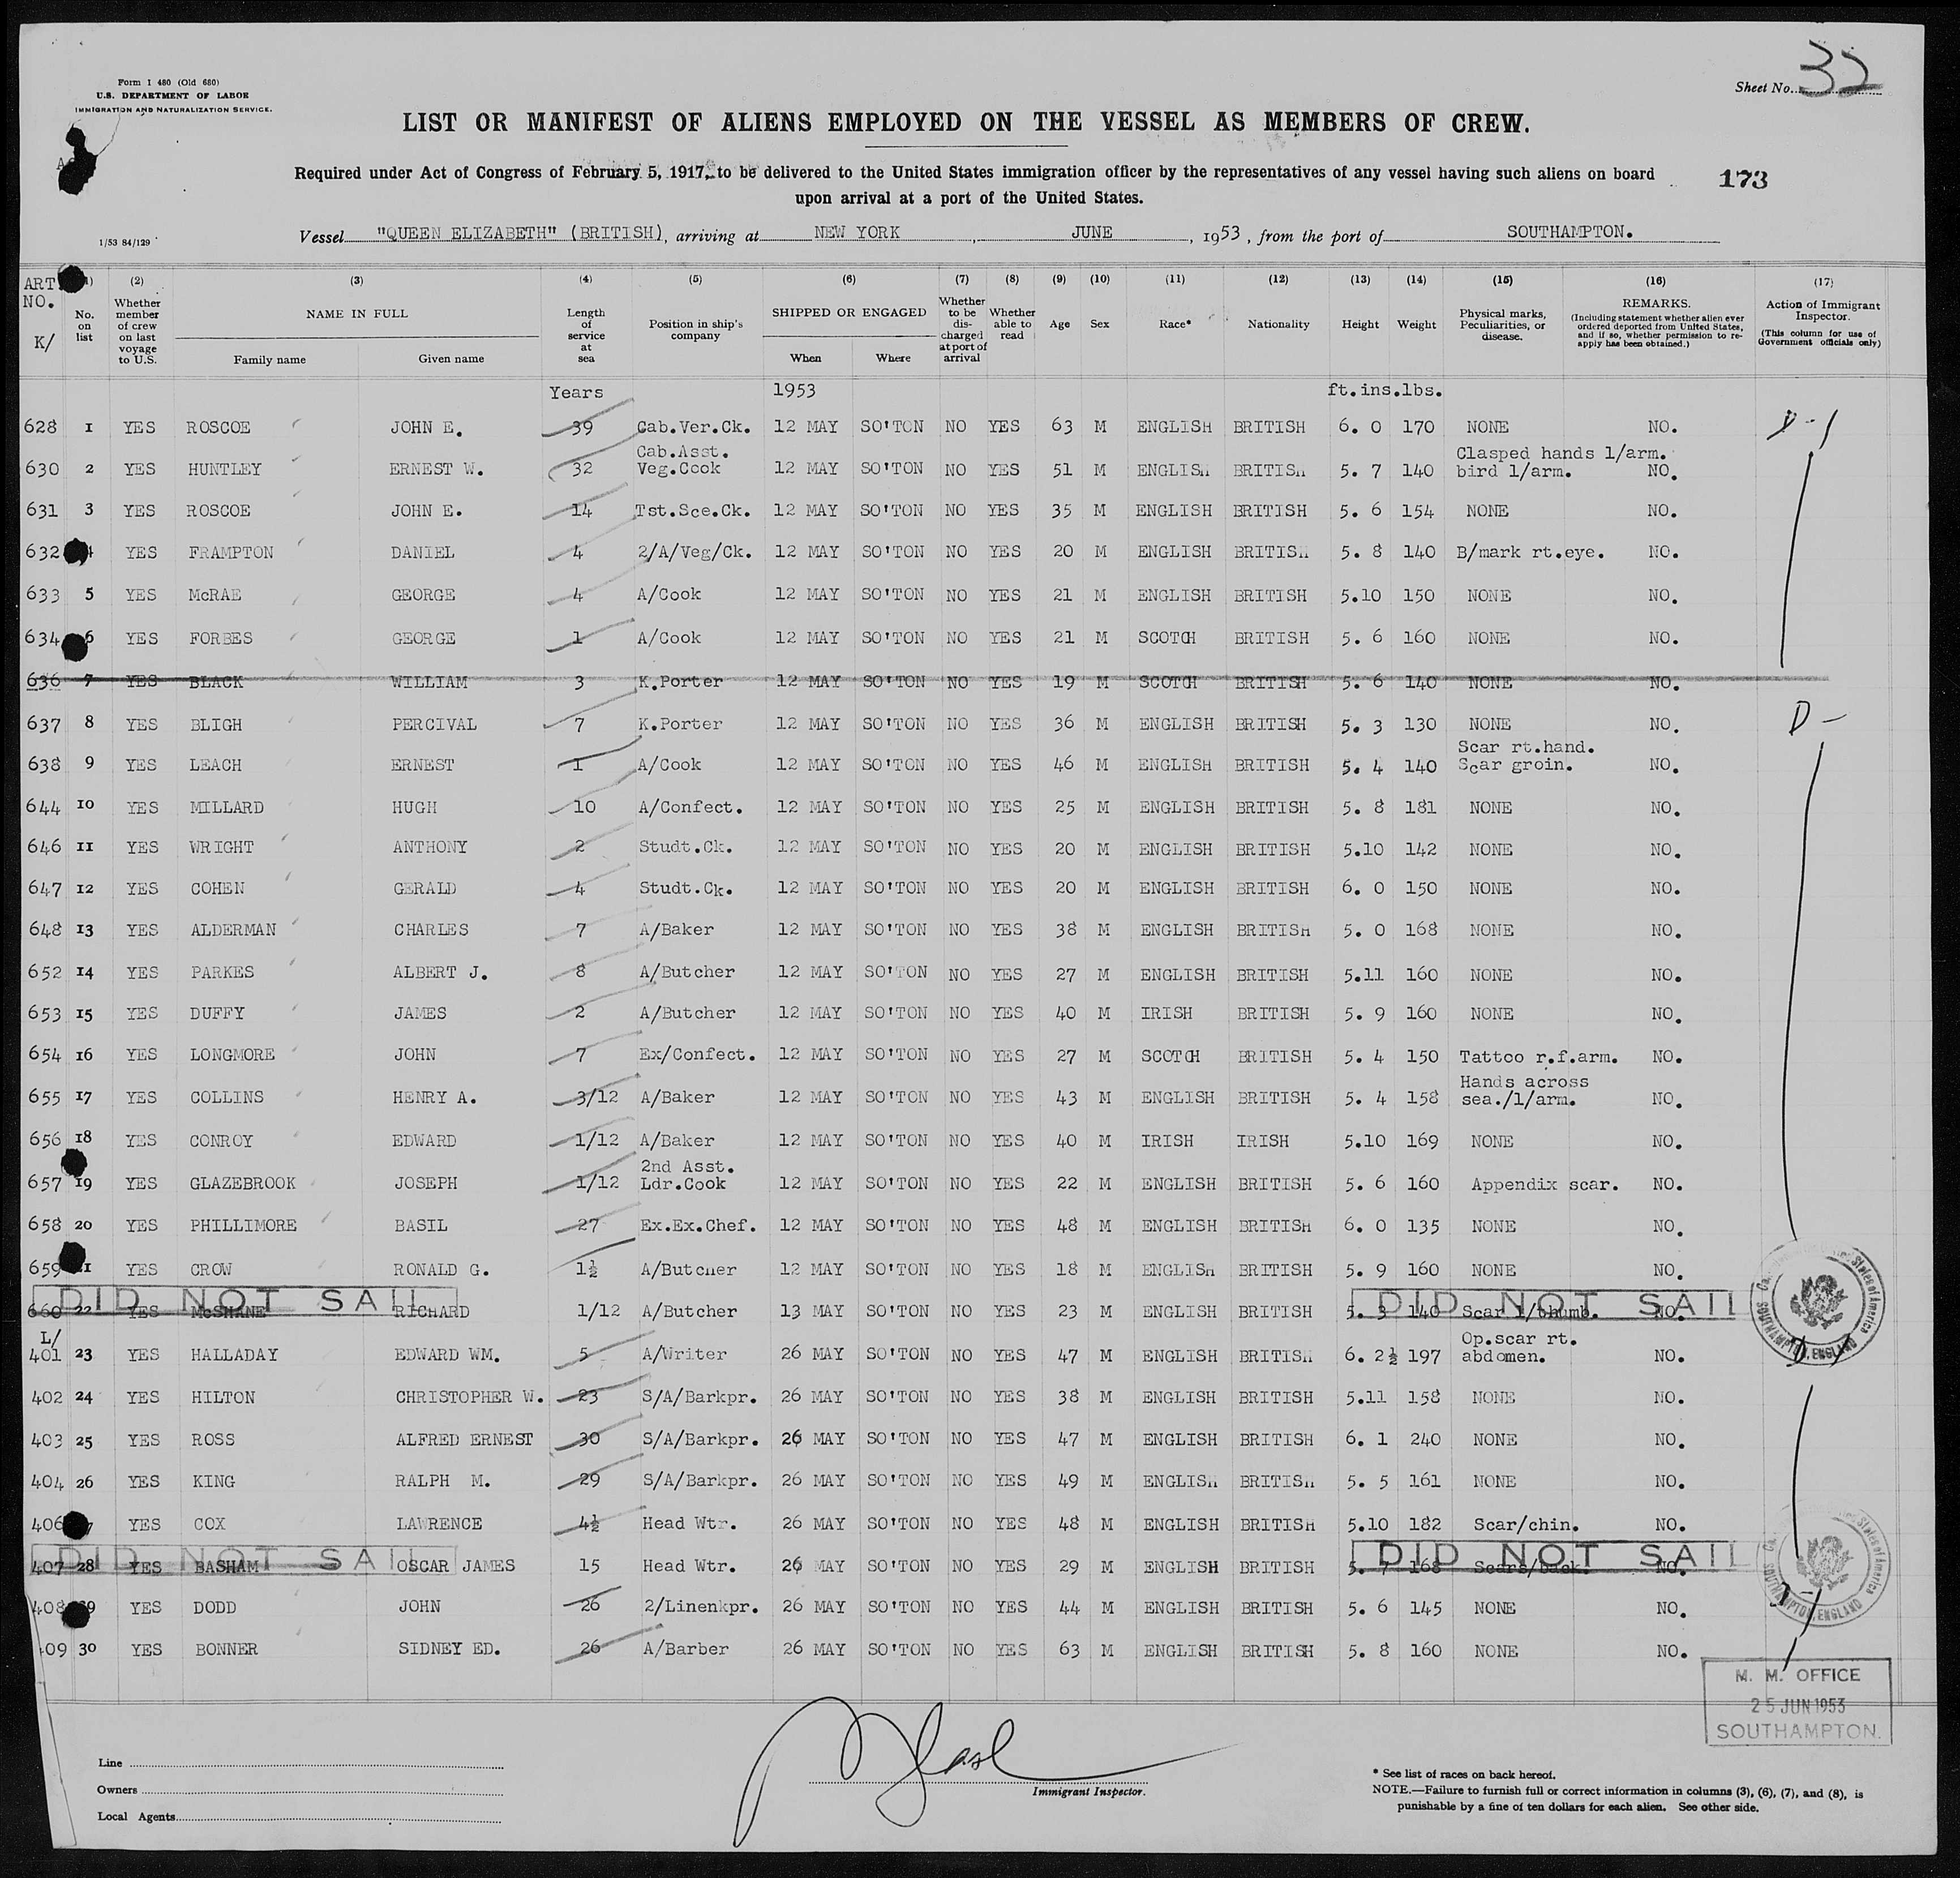 Form I 480 (Old 680)
U.S. DEPARTMENT OF LABOR
IMMIGRATION AND NATURALIZATION SERVICE.
Sheet No. 32
LIST OR MANIFEST OF ALIENS EMPLOYED ON THE VESSEL AS MEMBERS OF CREW.
Required under Act of Congress of February 5, 1917, to be delivered to the United States immigration officer by the representatives of any vessel having such aliens on board
upon arrival at a port of the United States.
173
1/53 84/129
Vessel "QUEEN ELIZABETH" (BRITISH), arriving at NEW YORK, JUNE, 1953, from the port of SOUTHAMPTON.
ART NO. K/
(1) No. on list
(2) Whether member of crew on last voyage to U.S.
(3) NAME IN FULL Family name Given name
(4) Length of service at sea
(5) Position in ship's company
(6) SHIPPED OR ENGAGED When Where
(7) Whether to be discharged at port of arrival
(8) Whether able to read
(9) Age
(10) Sex
(11) Race*
(12) Nationality
(13) Height
(14) Weight
(15) Physical marks, Peculiarities, or disease.
(16) REMARKS. (Including statement whether alien ever ordered deported from United States, and if so, whether permission to re-apply has been obtained.)
(17) Action of Immigrant Inspector. (This column for use of Government officials only)
Years 1953 ft.ins.lbs.
628 1 YES ROSCOE JOHN E. 39 Cab.Ver.Ck. 12 MAY SO'TON NO YES 63 M ENGLISH BRITISH 6. 0 170 NONE NO.
Cab.Asst. Clasped hands l/arm.
630 2 YES HUNTLEY ERNEST W. 32 Veg.Cook 12 MAY SO'TON NO YES 51 M ENGLISH BRITISH 5. 7 140 bird l/arm. NO.
631 3 YES ROSCOE JOHN E. 14 Tst.Sce.Ck. 12 MAY SO'TON NO YES 35 M ENGLISH BRITISH 5. 6 154 NONE NO.
632 4 YES FRAMPTON DANIEL 4 2/A/Veg/Ck. 12 MAY SO'TON NO YES 20 M ENGLISH BRITISH 5. 8 140 B/mark rt.eye. NO.
633 5 YES McRAE GEORGE 4 A/Cook 12 MAY SO'TON NO YES 21 M ENGLISH BRITISH 5.10 150 NONE NO.
634 6 YES FORBES GEORGE 1 A/Cook 12 MAY SO'TON NO YES 21 M SCOTCH BRITISH 5. 6 160 NONE NO.
636 7 YES BLACK WILLIAM 3 K.Porter 12 MAY SO'TON NO YES 19 M SCOTCH BRITISH 5. 6 140 NONE NO.
637 8 YES BLIGH PERCIVAL 7 K.Porter 12 MAY SO'TON NO YES 36 M ENGLISH BRITISH 5. 3 130 NONE NO. D-
Scar rt.hand.
638 9 YES LEACH ERNEST 1 A/Cook 12 MAY SO'TON NO YES 46 M ENGLISH BRITISH 5. 4 140 Scar groin. NO.
644 10 YES MILLARD HUGH 10 A/Confect. 12 MAY SO'TON NO YES 25 M ENGLISH BRITISH 5. 8 181 NONE NO.
646 11 YES WRIGHT ANTHONY 2 Studt.Ck. 12 MAY SO'TON NO YES 20 M ENGLISH BRITISH 5.10 142 NONE NO.
647 12 YES COHEN GERALD 4 Studt.Ck. 12 MAY SO'TON NO YES 20 M ENGLISH BRITISH 6. 0 150 NONE NO.
648 13 YES ALDERMAN CHARLES 7 A/Baker 12 MAY SO'TON NO YES 38 M ENGLISH BRITISH 5. 0 168 NONE NO.
652 14 YES PARKES ALBERT J. 8 A/Butcher 12 MAY SO'TON NO YES 27 M ENGLISH BRITISH 5.11 160 NONE NO.
653 15 YES DUFFY JAMES 2 A/Butcher 12 MAY SO'TON NO YES 40 M IRISH BRITISH 5. 9 160 NONE NO.
654 16 YES LONGMORE JOHN 7 Ex/Confect. 12 MAY SO'TON NO YES 27 M SCOTCH BRITISH 5. 4 150 Tattoo r.f.arm. NO.
Hands across
655 17 YES COLLINS HENRY A. 3/12 A/Baker 12 MAY SO'TON NO YES 43 M ENGLISH BRITISH 5. 4 158 sea./l/arm. NO.
656 18 YES CONROY EDWARD 1/12 A/Baker 12 MAY SO'TON NO YES 40 M IRISH IRISH 5.10 169 NONE NO.
2nd Asst.
657 19 YES GLAZEBROOK JOSEPH 1/12 Ldr.Cook 12 MAY SO'TON NO YES 22 M ENGLISH BRITISH 5. 6 160 Appendix scar. NO.
658 20 YES PHILLIMORE BASIL 27 Ex.Ex.Chef. 12 MAY SO'TON NO YES 48 M ENGLISH BRITISH 6. 0 135 NONE NO.
659 21 YES CROW RONALD G. 1½ A/Butcher 12 MAY SO'TON NO YES 18 M ENGLISH BRITISH 5. 9 160 NONE NO.
DID NOT SAIL DID NOT SAIL
660 22 YES McSHANE RICHARD 1/12 A/Butcher 13 MAY SO'TON NO YES 23 M ENGLISH BRITISH 5. 3 140 Scar l/thumb. NO.
L/ Op.scar rt.
401 23 YES HALLADAY EDWARD WM. 5 A/Writer 26 MAY SO'TON NO YES 47 M ENGLISH BRITISH 6. 2½ 197 abdomen. NO.
402 24 YES HILTON CHRISTOPHER W. 23 S/A/Barkpr. 26 MAY SO'TON NO YES 38 M ENGLISH BRITISH 5.11 158 NONE NO.
403 25 YES ROSS ALFRED ERNEST 30 S/A/Barkpr. 26 MAY SO'TON NO YES 47 M ENGLISH BRITISH 6. 1 240 NONE NO.
404 26 YES KING RALPH M. 29 S/A/Barkpr. 26 MAY SO'TON NO YES 49 M ENGLISH BRITISH 5. 5 161 NONE NO.
406 27 YES COX LAWRENCE 4½ Head Wtr. 26 MAY SO'TON NO YES 48 M ENGLISH BRITISH 5.10 182 Scar/chin. NO.
DID NOT SAIL DID NOT SAIL
407 28 YES BASHAM OSCAR JAMES 15 Head Wtr. 26 MAY SO'TON NO YES 29 M ENGLISH BRITISH 5. 7 168 Scars/back. NO.
408 29 YES DODD JOHN 26 2/Linenkpr. 26 MAY SO'TON NO YES 44 M ENGLISH BRITISH 5. 6 145 NONE NO.
409 30 YES BONNER SIDNEY ED. 26 A/Barber 26 MAY SO'TON NO YES 63 M ENGLISH BRITISH 5. 8 160 NONE NO.
States of America
SOUTHAMPTON, ENGLAND
M. M. OFFICE
25 JUN 1953
SOUTHAMPTON.
Line
Owners
Local Agents
Immigrant Inspector.
* See list of races on back hereof.
NOTE.—Failure to furnish full or correct information in columns (3), (6), (7), and (8), is
punishable by a fine of ten dollars for each alien. See other side.